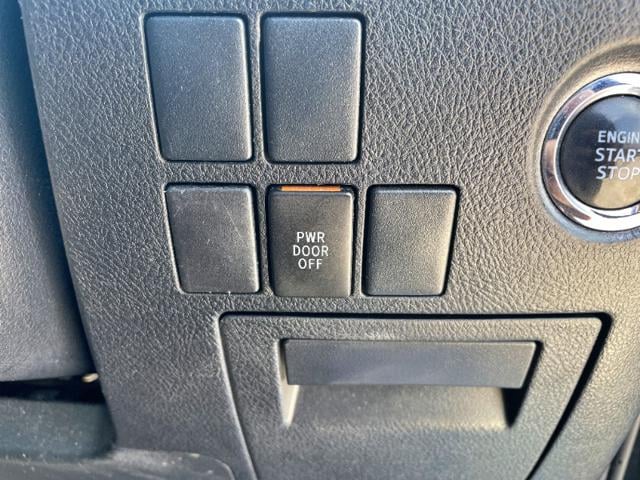 PWR
DOOR
OFF
ENGIN
START
STOP